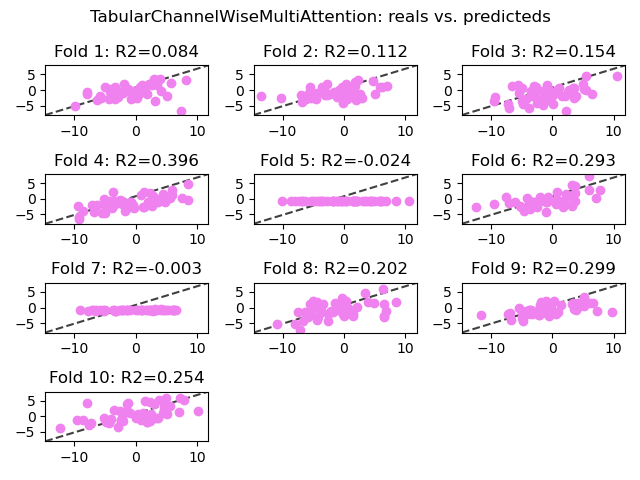 TabularChannelWiseMultiAttention: reals vs. predicteds
Fold 1: R2=0.084 Fold 2: R2=0.112 Fold 3: R2=0.154
5 5 5
0 0 0
−5 −5 −5
−10 0 10 −10 0 10 −10 0 10
Fold 4: R2=0.396 Fold 5: R2=-0.024 Fold 6: R2=0.293
5 5 5
0 0 0
−5 −5 −5
−10 0 10 −10 0 10 −10 0 10
Fold 7: R2=-0.003 Fold 8: R2=0.202 Fold 9: R2=0.299
5 5 5
0 0 0
−5 −5 −5
−10 0 10 −10 0 10 −10 0 10
Fold 10: R2=0.254
5
0
−5
−10 0 10